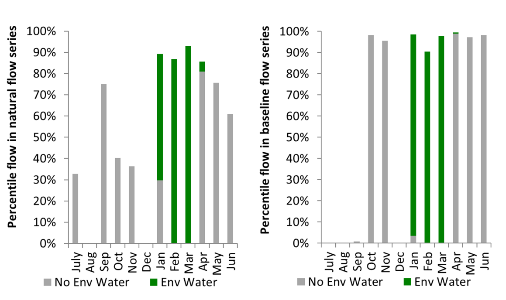 Percentile flow in natural flow series
100%
90%
80%
70%
60%
50%
40%
30%
20%
10%
0%
July
Aug
Sep
Oct
Nov
Dec
Jan
Feb
Mar
Apr
May
Jun
No Env Water
Env Water
Percentile flow in baseline flow series
100%
90%
80%
70%
60%
50%
40%
30%
20%
10%
0%
July
Aug
Sep
Oct
Nov
Dec
Jan
Feb
Mar
Apr
May
Jun
No Env Water
Env Water